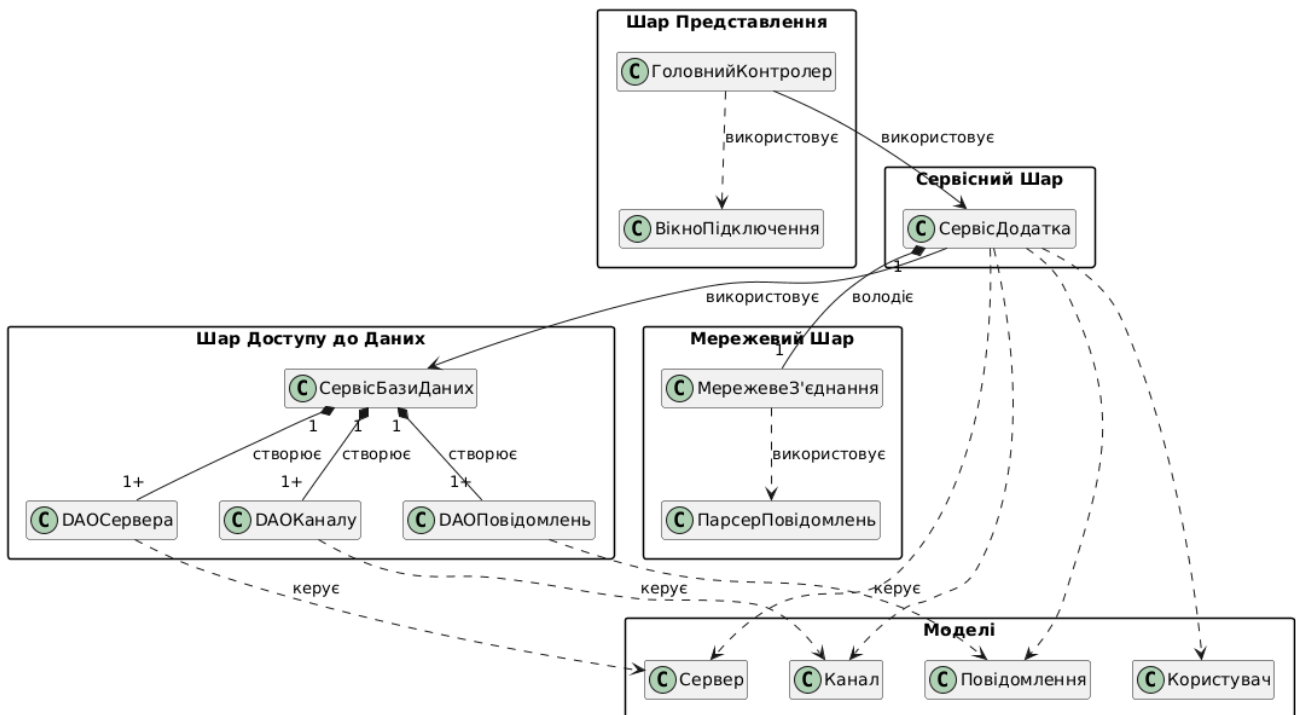 Шар Представлення
C ГоловнийКонтролер
використовує
використовує
Сервісний Шар
C ВікноПідключення
C СервісДодатка
1
використовує
володіє
Шар Доступу до Даних
Мережевий Шар
1
C СервісБазиДаних
C МережевеЗ'єднання
1
1
1
створює
створює
створює
використовує
1+
1+
1+
C DAOСервера
C DAOКаналу
C DAOПовідомлень
C ПарсерПовідомлень
керує
керує
керує
Моделі
C Сервер
C Канал
C Повідомлення
C Користувач